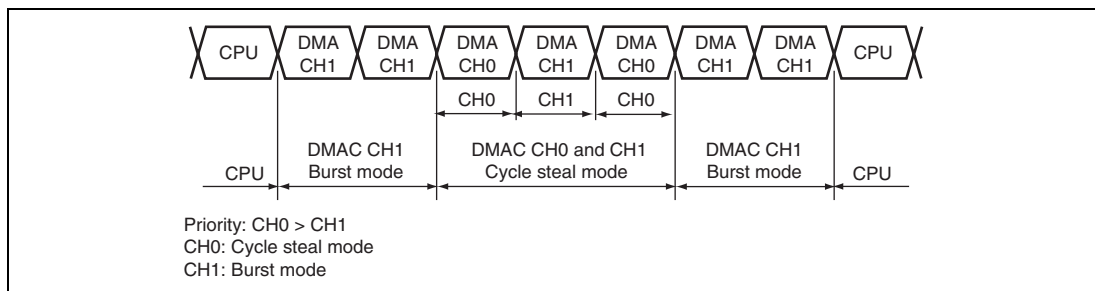 CPU DMA CH1 DMA CH1 DMA CH0 DMA CH1 DMA CH0 DMA CH1 DMA CH1 CPU
CH0 CH1 CH0
CPU DMAC CH1 Burst mode DMAC CH0 and CH1 Cycle steal mode DMAC CH1 Burst mode CPU
Priority: CH0 > CH1
CH0: Cycle steal mode
CH1: Burst mode